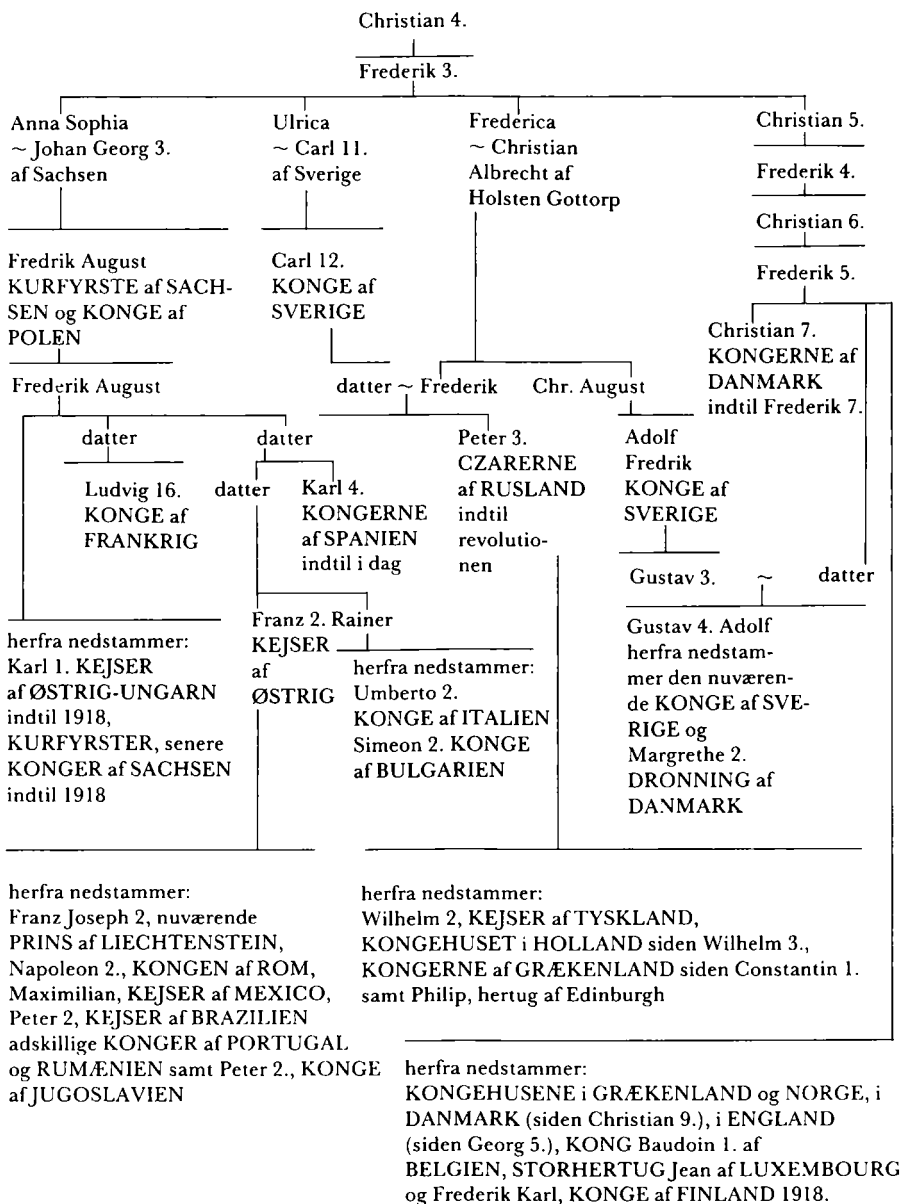 Christian 4.
Frederik 3.
Anna Sophia
~ Johan Georg 3.
af Sachsen
Ulrica
~ Carl 11.
af Sverige
Frederica
~ Christian
Albrecht af
Holsten Gottorp
Christian 5.
Frederik 4.
Christian 6.
Frederik 5.
Fredrik August
KURFYRSTE af SACH-
SEN og KONGE af
POLEN
Carl 12.
KONGE af
SVERIGE
Christian 7.
KONGERNE af
DANMARK
indtil Frederik 7.
Frederik August
datter ~ Frederik
Chr. August
datter
datter
Peter 3.
CZARERNE
af RUSLAND
indtil
revolutio-
nen
Adolf
Fredrik
KONGE af
SVERIGE
Ludvig 16.
KONGE af
FRANKRIG
datter
Karl 4.
KONGERNE
af SPANIEN
indtil i dag
Gustav 3. ~ datter
Franz 2. Rainer
KEJSER
af
ØSTRIG
herfra nedstammer:
Karl 1. KEJSER
af ØSTRIG-UNGARN
indtil 1918,
KURFYRSTER, senere
KONGER af SACHSEN
indtil 1918
herfra nedstammer:
Umberto 2.
KONGE af ITALIEN
Simeon 2. KONGE
af BULGARIEN
Gustav 4. Adolf
herfra nedstam-
mer den nuværen-
de KONGE af SVE-
RIGE og
Margrethe 2.
DRONNING af
DANMARK
herfra nedstammer:
Franz Joseph 2, nuværende
PRINS af LIECHTENSTEIN,
Napoleon 2., KONGEN af ROM,
Maximilian, KEJSER af MEXICO,
Peter 2, KEJSER af BRAZILIEN
adskillige KONGER af PORTUGAL
og RUMÆNIEN samt Peter 2., KONGE
af JUGOSLAVIEN
herfra nedstammer:
Wilhelm 2, KEJSER af TYSKLAND,
KONGEHUSET i HOLLAND siden Wilhelm 3.,
KONGERNE af GRÆKENLAND siden Constantin 1.
samt Philip, hertug af Edinburgh
herfra nedstammer:
KONGEHUSENE i GRÆKENLAND og NORGE, i
DANMARK (siden Christian 9.), i ENGLAND
(siden Georg 5.), KONG Baudoin 1. af
BELGIEN, STORHERTUG Jean af LUXEMBOURG
og Frederik Karl, KONGE af FINLAND 1918.